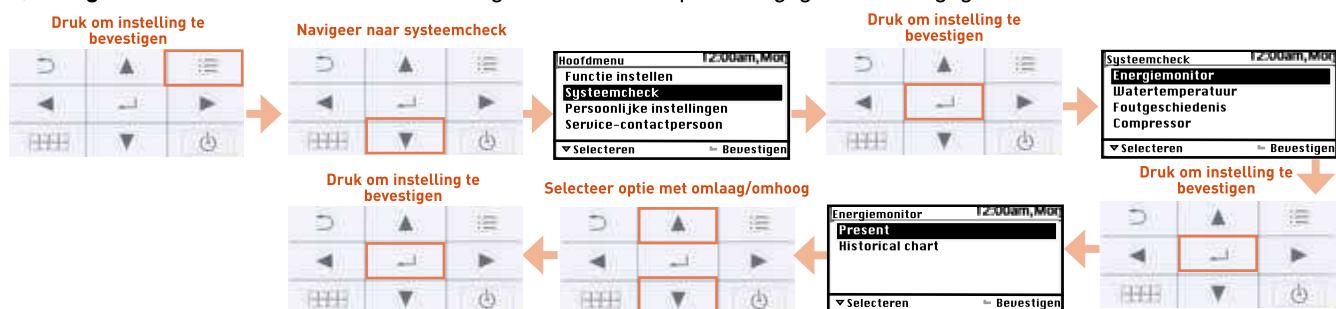 Druk om instelling te
bevestigen
Navigeer naar systeemcheck
Hoofdmenu 12:00am,Mon
Functie instellen
Systeemcheck
Persoonlijke instellingen
Service-contactpersoon
▼Selecteren Bevestigen
Druk om instelling te
bevestigen
Systeemcheck 12:00am,Mon
Energiemonitor
Watertemperatuur
Foutgeschiedenis
Compressor
▼Selecteren Bevestigen
Druk om instelling te
bevestigen
Energiemonitor 12:00am,Mon
Present
Historical chart
▼Selecteren Bevestigen
Selecteer optie met omlaag/omhoog
Druk om instelling te
bevestigen